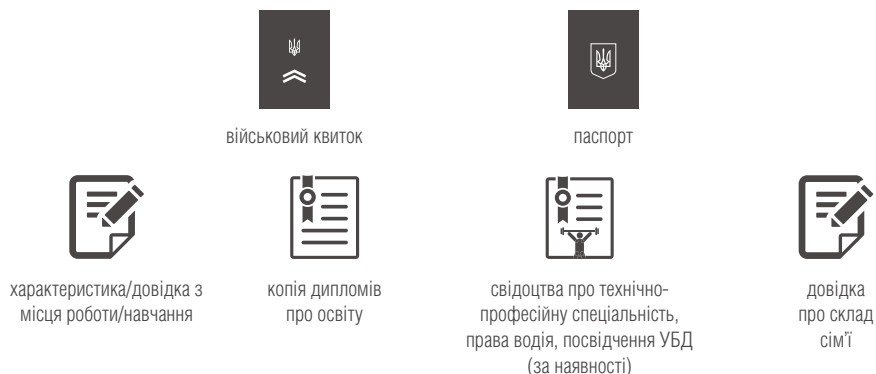 військовий квиток
паспорт
характеристика/довідка з
місця роботи/навчання
копія дипломів
про освіту
свідоцтва про технічно-
професійну спеціальність,
права водія, посвідчення УБД
(за наявності)
довідка
про склад
сім'ї